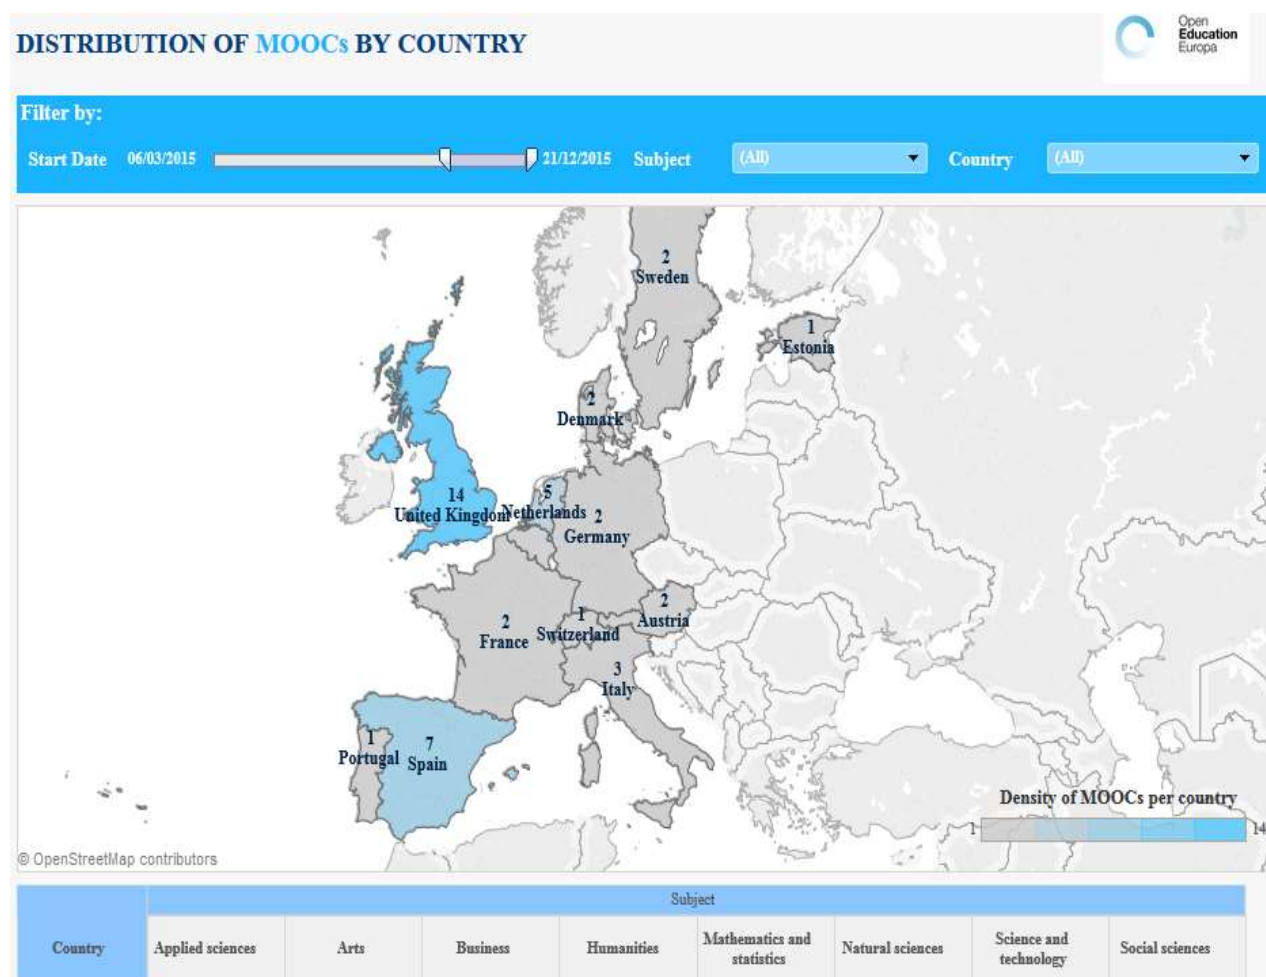 DISTRIBUTION OF MOOCs BY COUNTRY
Open
Education
Europa
Filter by:
Start Date 06/03/2015 21/12/2015 Subject (All) Country (All)
2
Sweden
1
Estonia
2
Denmark
14
United Kingdom
5
Netherlands
2
Germany
2
Austria
1
Switzerland
2
France
3
Italy
1
Portugal
7
Spain
Density of MOOCs per country
1 14
© OpenStreetMap contributors
Subject
Country Applied sciences Arts Business Humanities Mathematics and statistics Natural sciences Science and technology Social sciences